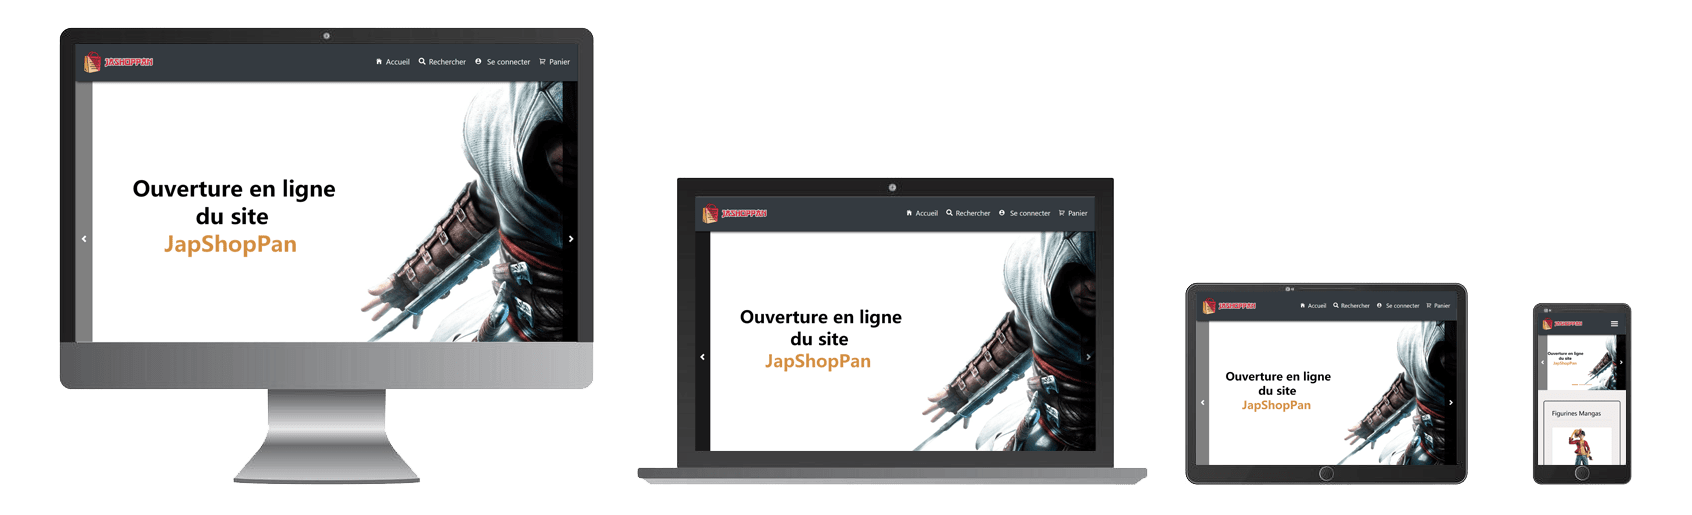 JAPSHOPPAN
Accueil Rechercher Se connecter Panier
Ouverture en ligne
du site
JapShopPan
JAPSHOPPAN
Accueil Rechercher Se connecter Panier
Ouverture en ligne
du site
JapShopPan
JAPSHOPPAN
Accueil Rechercher Se connecter Panier
Ouverture en ligne
du site
JapShopPan
JAPSHOPPAN
Ouverture en ligne
du site
JapShopPan
Figurines Mangas